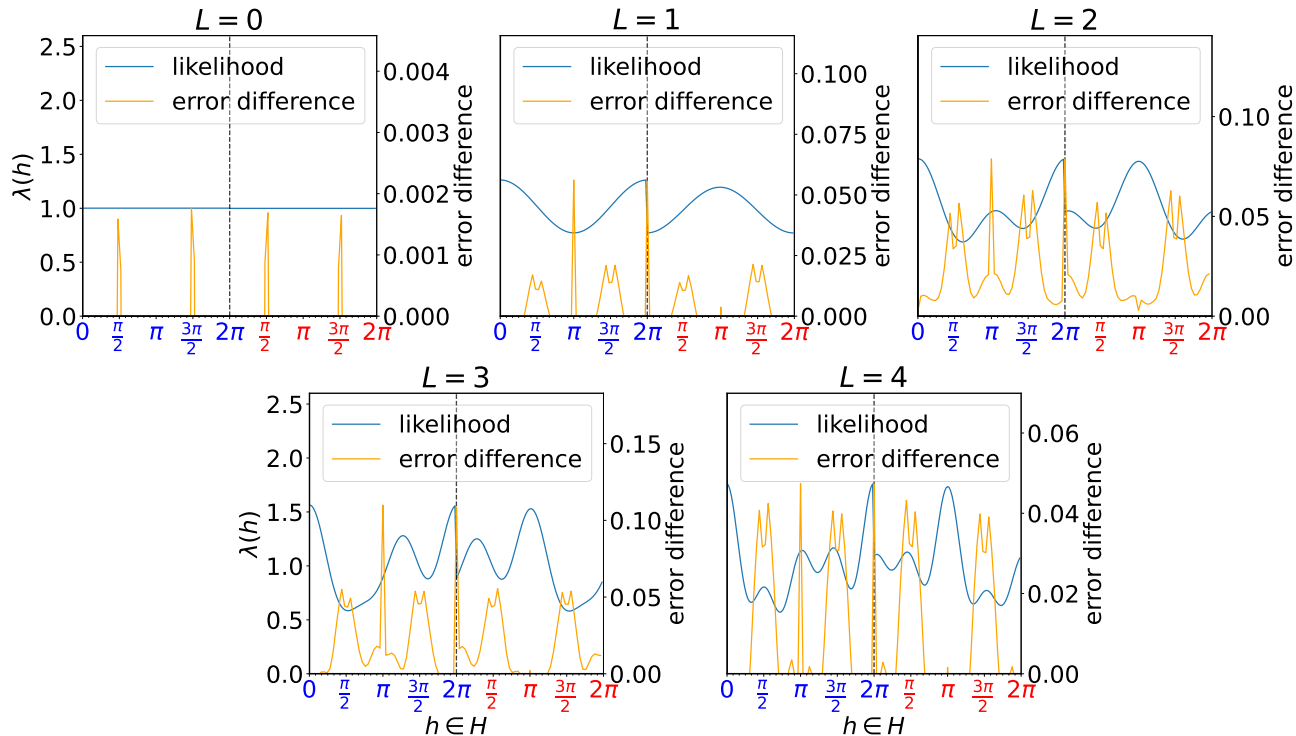 L = 0
L = 1
L = 2
likelihood
error difference
likelihood
error difference
likelihood
error difference
2.5
2.0
1.5
1.0
0.5
0.0
λ(h)
0.004
0.003
0.002
0.001
0.000
error difference
0.100
0.075
0.050
0.025
0.000
error difference
0.10
0.05
0.00
error difference
0 π/2 π 3π/2 2π π/2 π 3π/2 2π
0 π/2 π 3π/2 2π π/2 π 3π/2 2π
0 π/2 π 3π/2 2π π/2 π 3π/2 2π
L = 3
L = 4
likelihood
error difference
likelihood
error difference
2.5
2.0
1.5
1.0
0.5
0.0
λ(h)
0.15
0.10
0.05
0.00
error difference
0.06
0.04
0.02
0.00
error difference
0 π/2 π 3π/2 2π π/2 π 3π/2 2π
0 π/2 π 3π/2 2π π/2 π 3π/2 2π
h ∈ H
h ∈ H